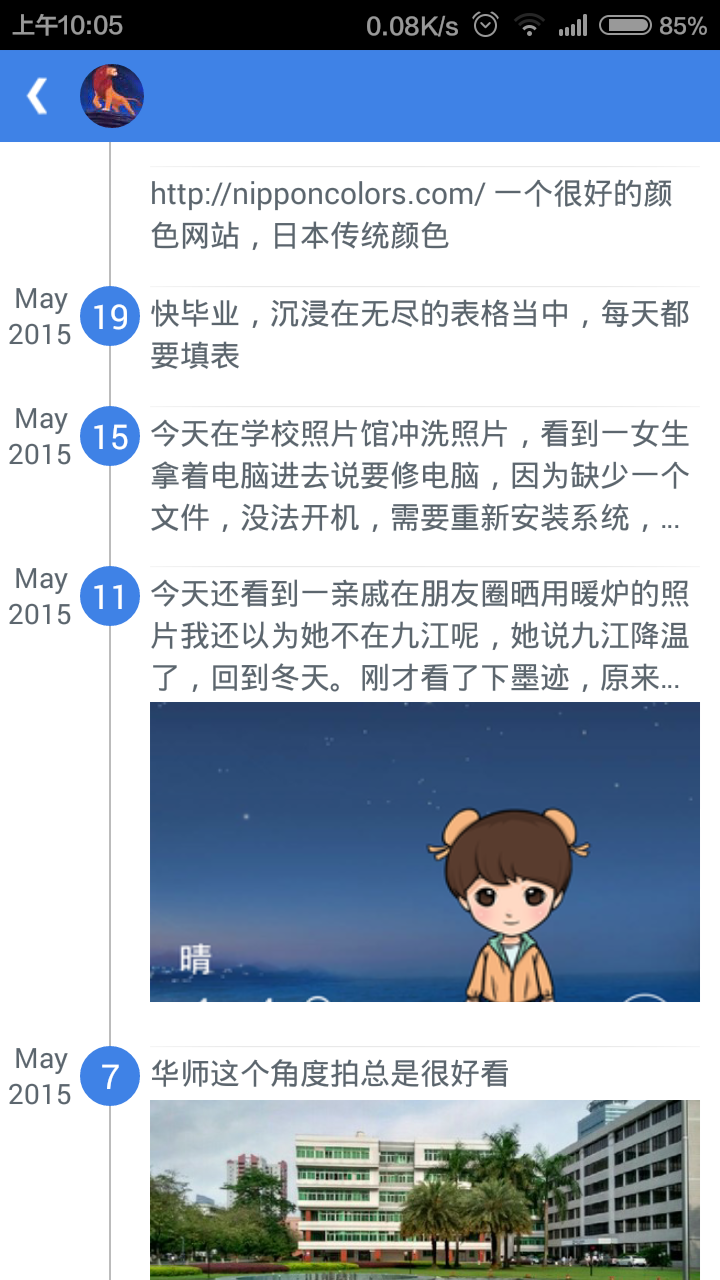 上午10:05
0.08K/s
85%
http://nipponcolors.com/ 一个很好的颜
色网站，日本传统颜色
May
2015
19
快毕业，沉浸在无尽的表格当中，每天都
要填表
May
2015
15
今天在学校照片馆冲洗照片，看到一女生
拿着电脑进去说要修电脑，因为缺少一个
文件，没法开机，需要重新安装系统，...
May
2015
11
今天还看到一亲戚在朋友圈晒用暖炉的照
片我还以为她不在九江呢，她说九江降温
了，回到冬天。刚才看了下墨迹，原来...
晴
May
2015
7
华师这个角度拍总是很好看